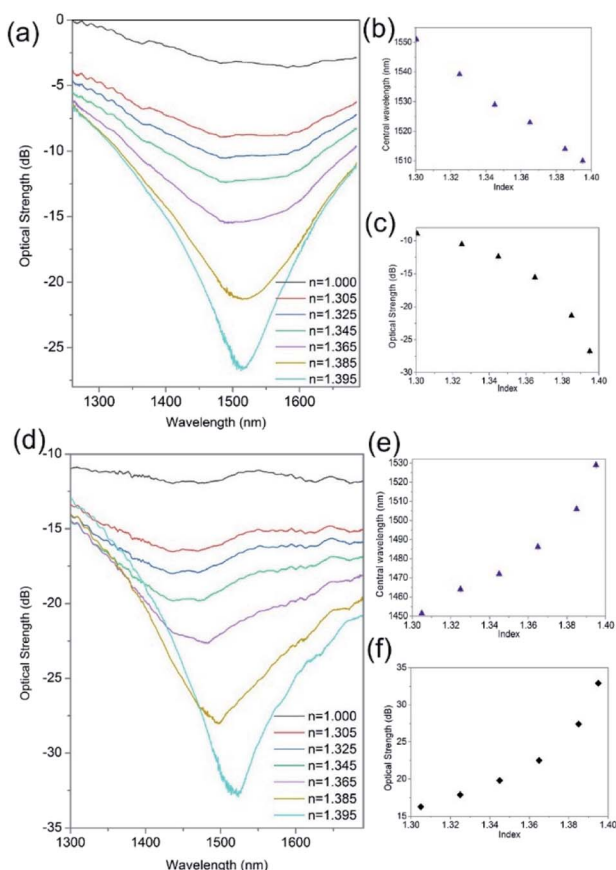 (a)
0
-5
-10
-15
-20
-25
Optical Strength (dB)
n=1.000
n=1.305
n=1.325
n=1.345
n=1.365
n=1.385
n=1.395
1300
1400
1500
1600
Wavelength (nm)
(b)
1550
1540
1530
1520
1510
Central wavelength (nm)
1.30
1.32
1.34
1.36
1.38
1.40
Index
(c)
-10
-15
-20
-25
-30
Optical Strength (dB)
1.30
1.32
1.34
1.36
1.38
1.40
Index
(d)
-10
-15
-20
-25
-30
-35
Optical Strength (dB)
n=1.000
n=1.305
n=1.325
n=1.345
n=1.365
n=1.385
n=1.395
1300
1400
1500
1600
Wavelength (nm)
(e)
1530
1520
1510
1500
1490
1480
1470
1460
1450
Central wavelength (nm)
1.30
1.32
1.34
1.36
1.38
1.40
Index
(f)
35
30
25
20
15
Optical Strength (dB)
1.30
1.32
1.34
1.36
1.38
1.40
Index